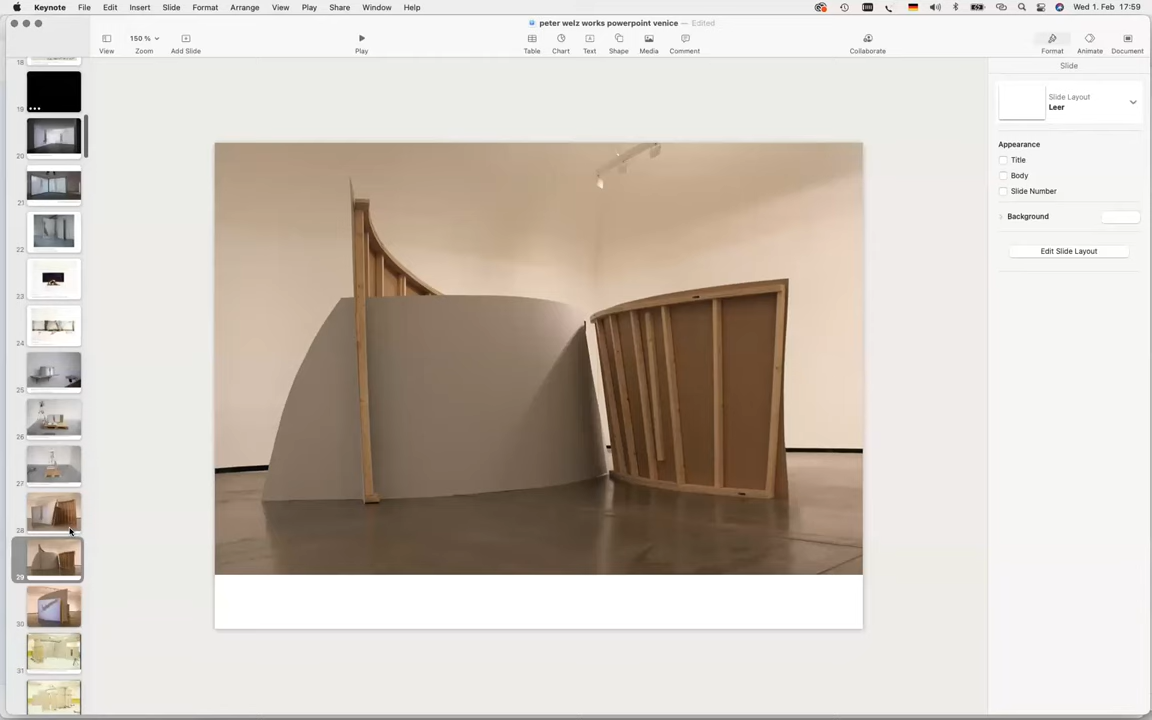 Keynote File Edit Insert Slide Format Arrange View Play Share Window Help Wed 1. Feb 17:59
peter welz works powerpoint venice — Edited
150 %
View Zoom Add Slide Play Table Chart Text Shape Media Comment Collaborate Format Animate Document
Slide
Slide Layout
Leer
Appearance
Title
Body
Slide Number
Background
Edit Slide Layout
18
19
20
21
22
23
24
25
26
27
28
29
30
31